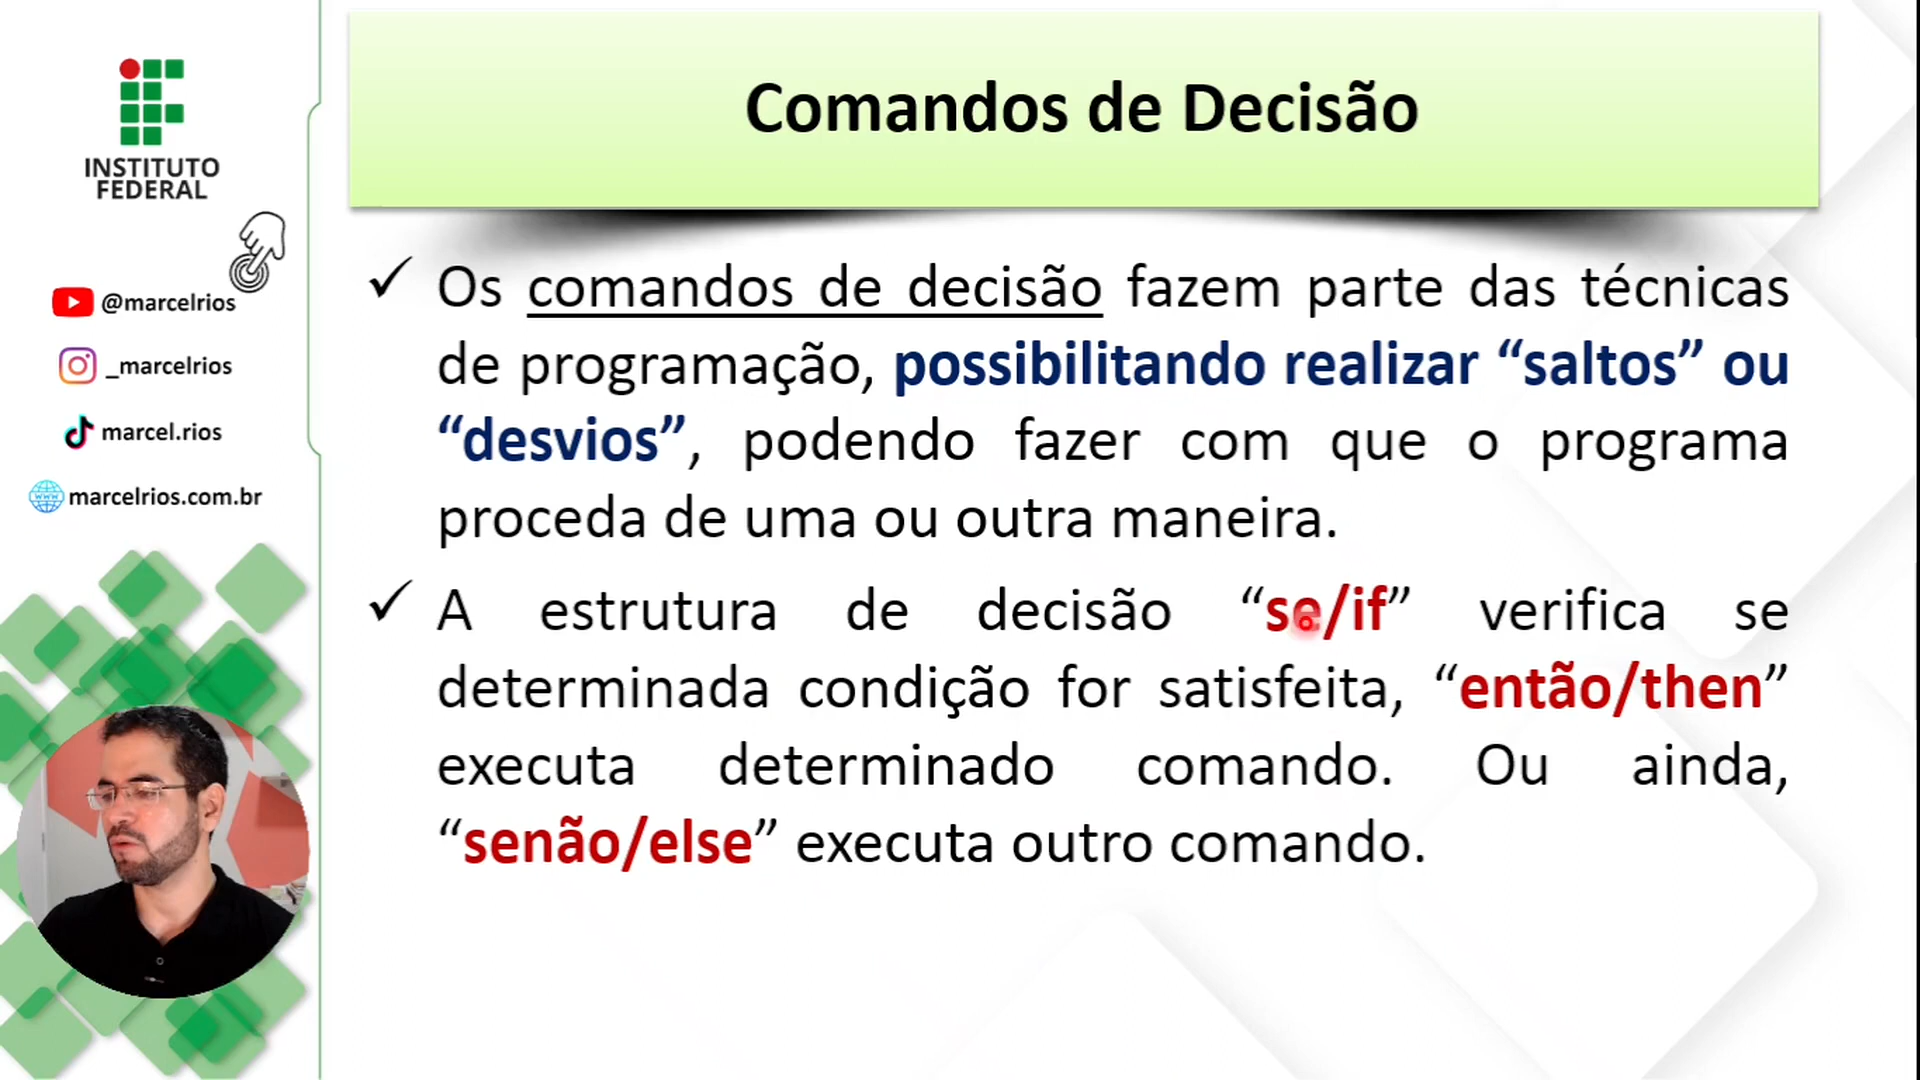 INSTITUTO
FEDERAL
@marcelrios
_marcelrios
marcel.rios
marcelrios.com.br
Comandos de Decisão
✓ Os comandos de decisão fazem parte das técnicas
de programação, possibilitando realizar “saltos” ou
“desvios”, podendo fazer com que o programa
proceda de uma ou outra maneira.
✓ A estrutura de decisão “se/if” verifica se
determinada condição for satisfeita, “então/then”
executa determinado comando. Ou ainda,
“senão/else” executa outro comando.